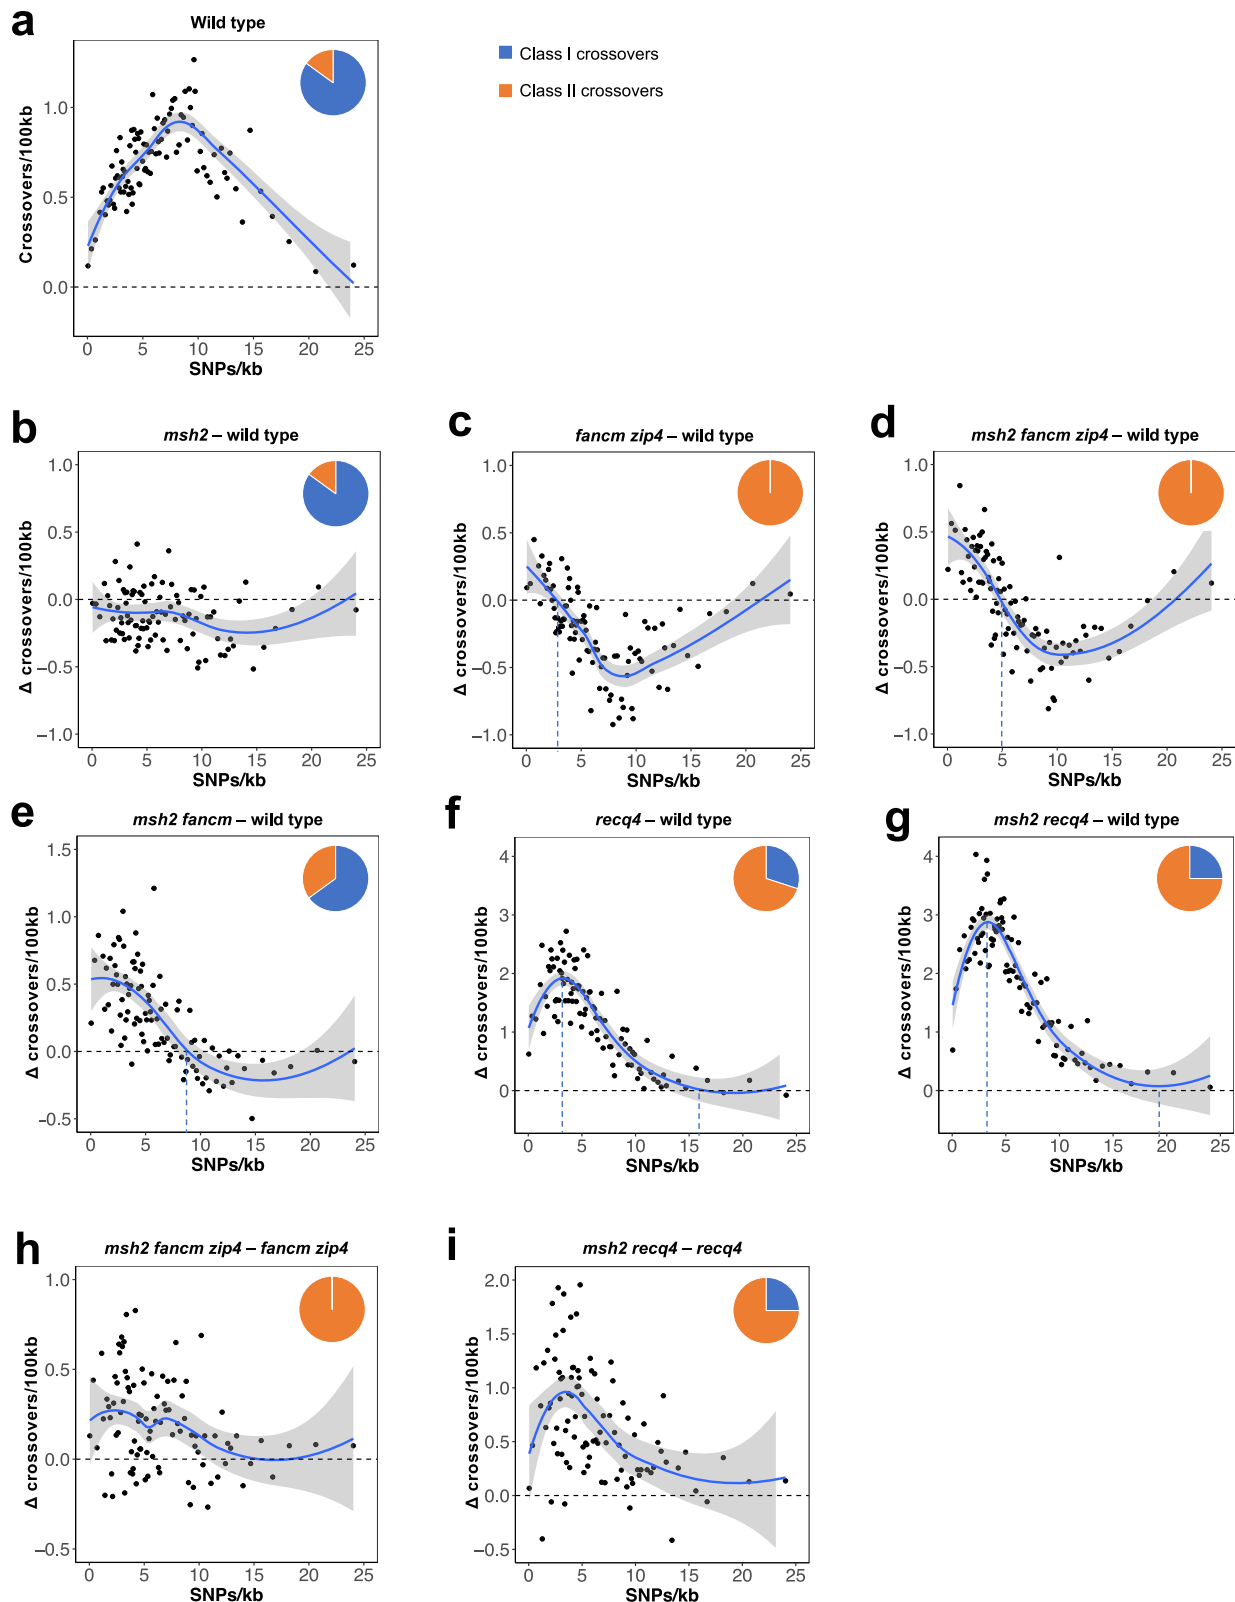 a
Wild type
Class I crossovers
Class II crossovers
Crossovers/100kb
1.0
0.5
0.0
0 5 10 15 20 25
SNPs/kb
b
msh2 – wild type
Δ crossovers/100kb
1.0
0.5
0.0
−0.5
−1.0
0 5 10 15 20 25
SNPs/kb
c
fancm zip4 – wild type
Δ crossovers/100kb
1.0
0.5
0.0
−0.5
−1.0
0 5 10 15 20 25
SNPs/kb
d
msh2 fancm zip4 – wild type
Δ crossovers/100kb
1.0
0.5
0.0
−0.5
−1.0
0 5 10 15 20 25
SNPs/kb
e
msh2 fancm – wild type
Δ crossovers/100kb
1.5
1.0
0.5
0.0
−0.5
0 5 10 15 20 25
SNPs/kb
f
recq4 – wild type
Δ crossovers/100kb
4
3
2
1
0
0 5 10 15 20 25
SNPs/kb
g
msh2 recq4 – wild type
Δ crossovers/100kb
4
3
2
1
0
0 5 10 15 20 25
SNPs/kb
h
msh2 fancm zip4 – fancm zip4
Δ crossovers/100kb
1.0
0.5
0.0
−0.5
0 5 10 15 20 25
SNPs/kb
i
msh2 recq4 – recq4
Δ crossovers/100kb
2.0
1.5
1.0
0.5
0.0
−0.5
0 5 10 15 20 25
SNPs/kb